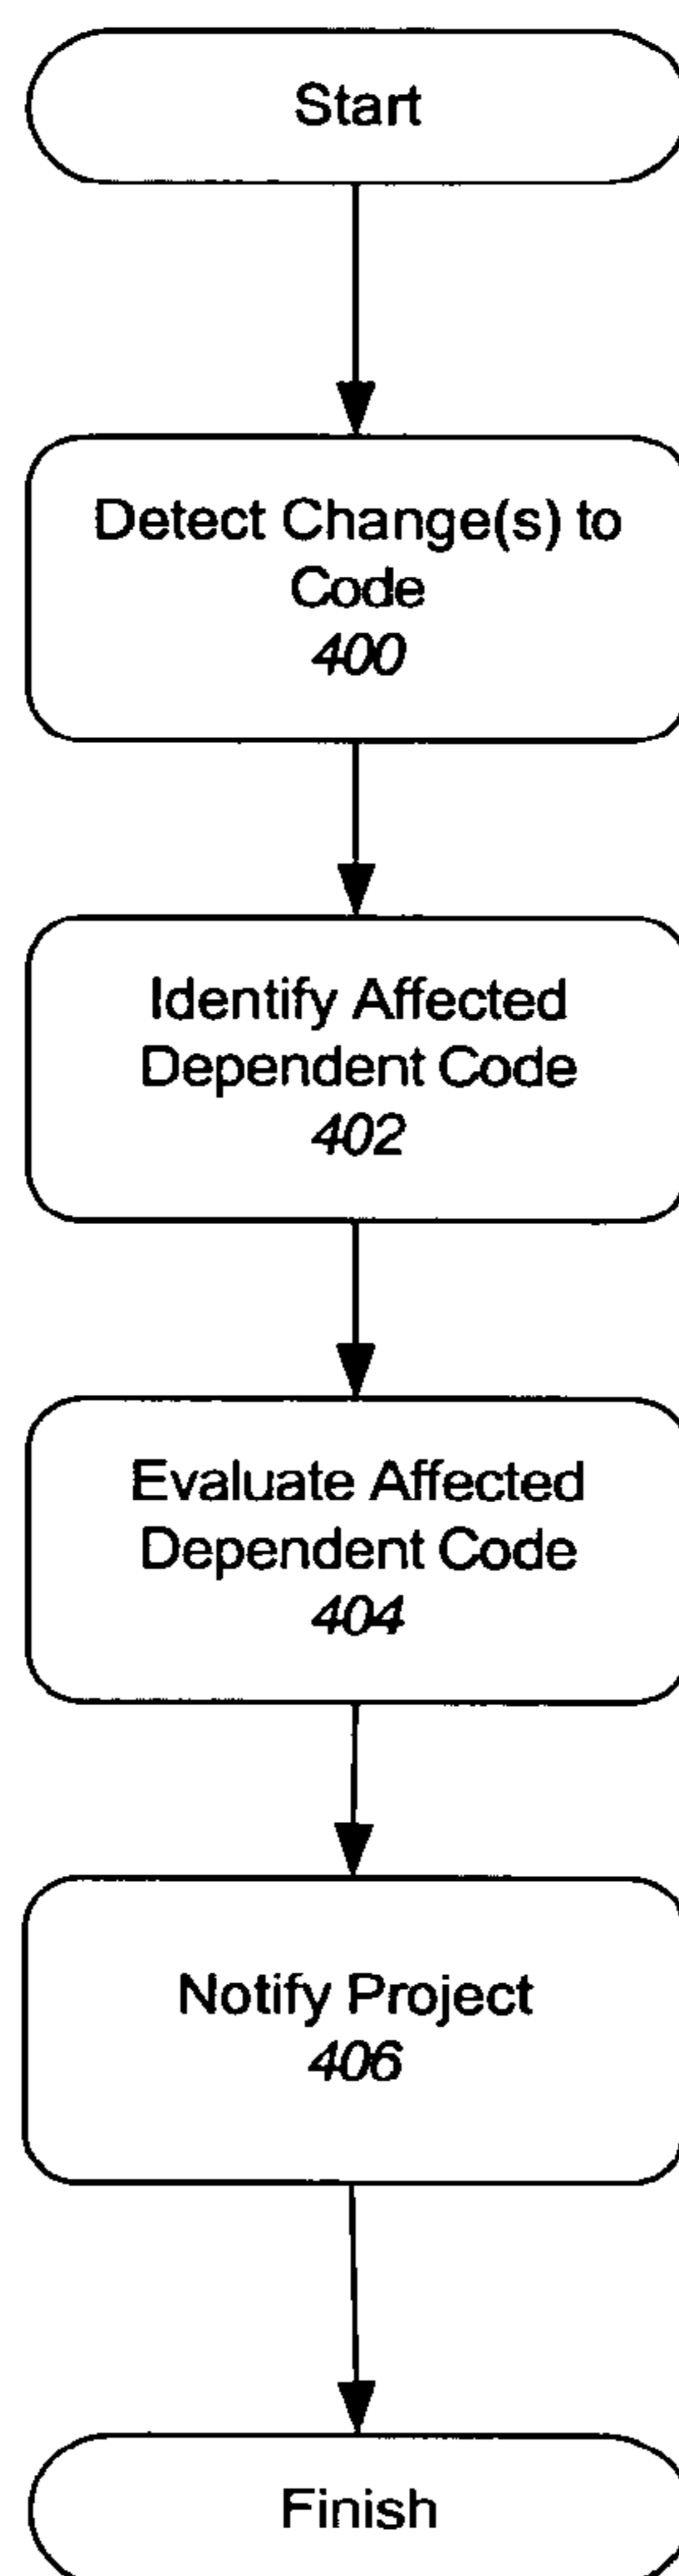 Start
Detect Change(s) to
Code
400
Identify Affected
Dependent Code
402
Evaluate Affected
Dependent Code
404
Notify Project
406
Finish